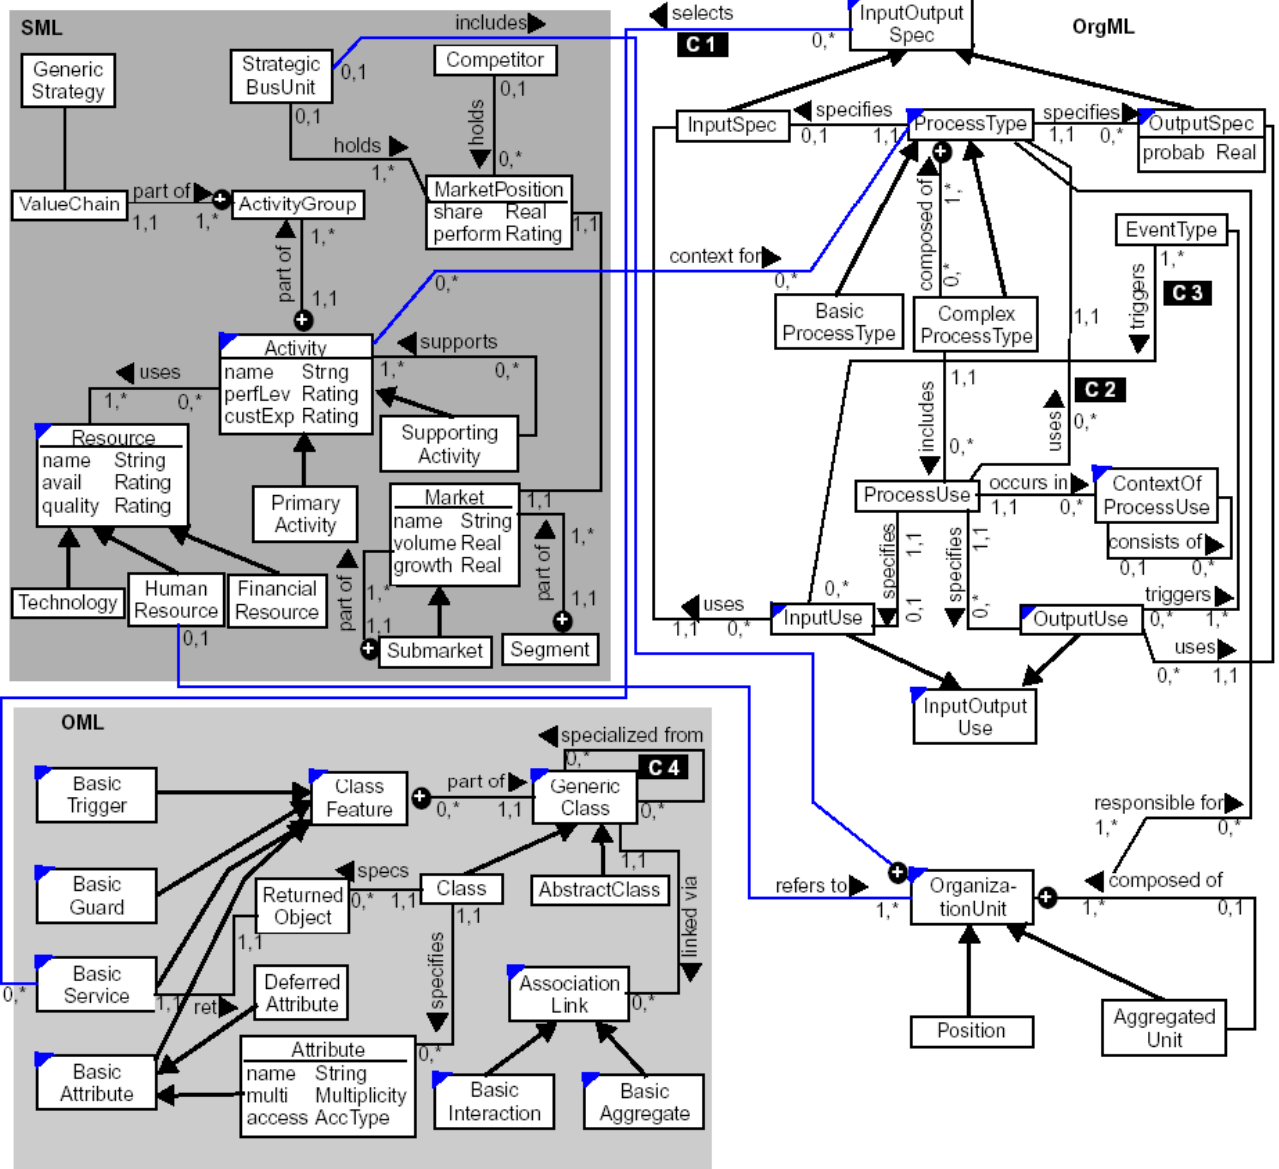 SML
includes
selects
C 1
0,*
InputOutput
Spec
OrgML
Generic
Strategy
Strategic
BusUnit
0,1
0,1
Competitor
0,1
holds
0,*
holds
1,*
InputSpec
specifies
0,1
1,1
ProcessType
specifies
1,1
0,*
OutputSpec
probab Real
ValueChain
part of
1,1
1,*
ActivityGroup
MarketPosition
share Real
perform Rating
1,1
part of
1,*
1,1
context for
0,*
0,*
composed of
1,*
0,*
EventType
1,*
triggers
C 3
Basic
ProcessType
Complex
ProcessType
1,1
Activity
name Strng
perfLev Rating
custExp Rating
supports
1,*
0,*
uses
1,*
0,*
Resource
name String
avail Rating
quality Rating
Supporting
Activity
Primary
Activity
1,1
includes
0,*
C 2
uses
0,*
Market
name String
volume Real
growth Real
1,1
part of
1,*
1,1
part of
1,*
1,1
ProcessUse
occurs in
1,1
0,*
ContextOf
ProcessUse
consists of
0,1
0,*
specifies
1,1
0,1
specifies
1,1
0,*
Technology
Human
Resource
0,1
Financial
Resource
Submarket
Segment
uses
1,1
0,*
0,*
InputUse
OutputUse
triggers
0,*
1,*
uses
0,*
1,1
InputOutput
Use
OML
specialized from
0,*
C 4
0,*
Basic
Trigger
Class
Feature
part of
0,*
1,1
Generic
Class
1,1
responsible for
1,*
0,*
Basic
Guard
Returned
Object
specs
0,*
1,1
Class
1,1
AbstractClass
linked via
0,*
refers to
1,*
Organiza-
tionUnit
composed of
1,*
0,1
0,*
Basic
Service
1,1
ret
1,1
Deferred
Attribute
specifies
0,*
Association
Link
Position
Aggregated
Unit
Basic
Attribute
Attribute
name String
multi Multiplicity
access AccType
Basic
Interaction
Basic
Aggregate